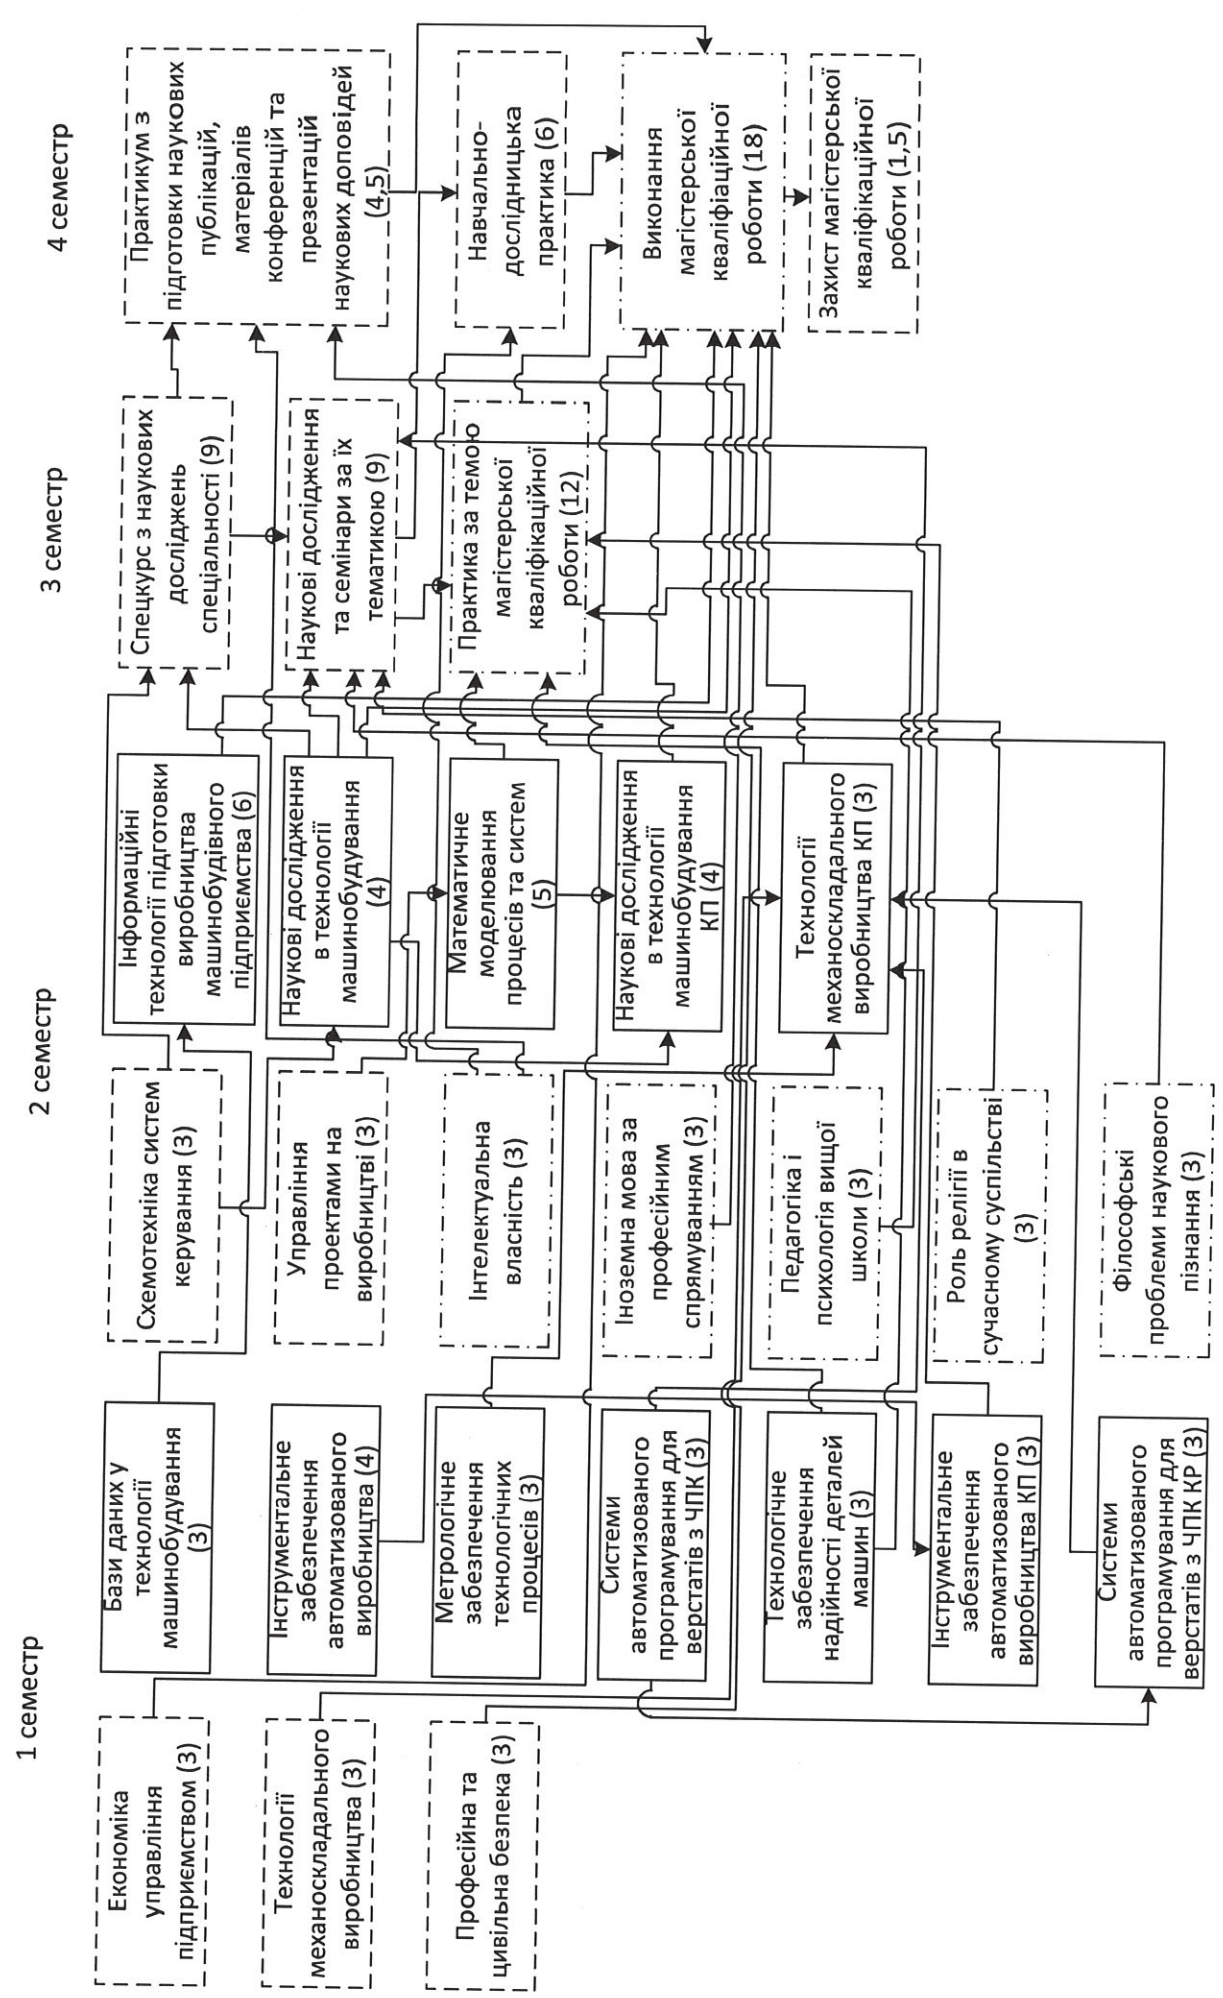 1 семестр
Економіка
управління
підприємством (3)
Технології
механоскладального
виробництва (3)
Професійна та
цивільна безпека (3)
Бази даних у
технології
машинобудування
(3)
Інструментальне
забезпечення
автоматизованого
виробництва (4)
Метрологічне
забезпечення
технологічних
процесів (3)
Системи
автоматизованого
програмування для
верстатів з ЧПК (3)
Технологічне
забезпечення
надійності деталей
машин (3)
Інструментальне
забезпечення
автоматизованого
виробництва КП (3)
Системи
автоматизованого
програмування для
верстатів з ЧПК КР (3)
2 семестр
Схемотехніка систем
керування (3)
Управління
проектами на
виробництві (3)
Інтелектуальна
власність (3)
Іноземна мова за
професійним
спрямуванням (3)
Педагогіка і
психологія вищої
школи (3)
Роль релігії в
сучасному суспільстві
(3)
Філософські
проблеми наукового
пізнання (3)
Інформаційні
технології підготовки
виробництва
машинобудівного
підприємства (6)
Наукові дослідження
в технології
машинобудування
(4)
Математичне
моделювання
процесів та систем
(5)
Наукові дослідження
в технології
машинобудування
КП (4)
Технології
механоскладального
виробництва КП (3)
3 семестр
Спецкурс з наукових
досліджень
спеціальності (9)
Наукові дослідження
та семінари за їх
тематикою (9)
Практика за темою
магістерської
кваліфікаційної
роботи (12)
4 семестр
Практикум з
підготовки наукових
публікацій,
матеріалів
конференцій та
презентацій
наукових доповідей
(4,5)
Навчально-
дослідницька
практика (6)
Виконання
магістерської
кваліфіаційної
роботи (18)
Захист магістерської
кваліфікаційної
роботи (1,5)